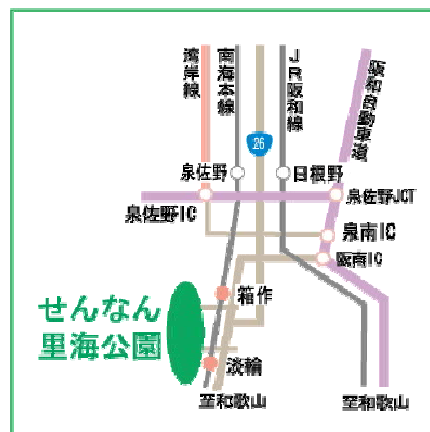 湾岸線
南海本線
26
JR阪和線
阪和自動車道
泉佐野
日根野
泉佐野JCT
泉佐野IC
泉南IC
阪南IC
箱作
せんなん
里海公園
淡輪
至和歌山
至和歌山